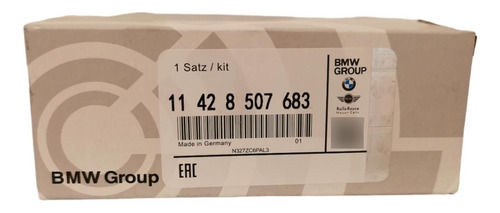 1 Satz / kit
11 42 8 507 683
Made in Germany
01
N327ZC6PAL3
EAC
BMW
GROUP
MINI
Rolls-Royce
Motor Cars
BMW Group